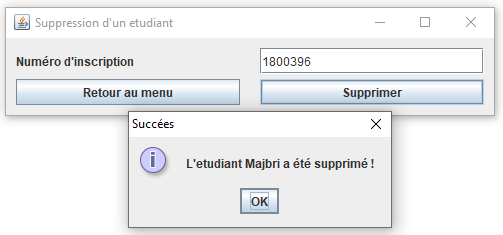 Suppression d'un etudiant
Numéro d'inscription
1800396
Retour au menu
Supprimer
Succées
L'etudiant Majbri a été supprimé !
OK